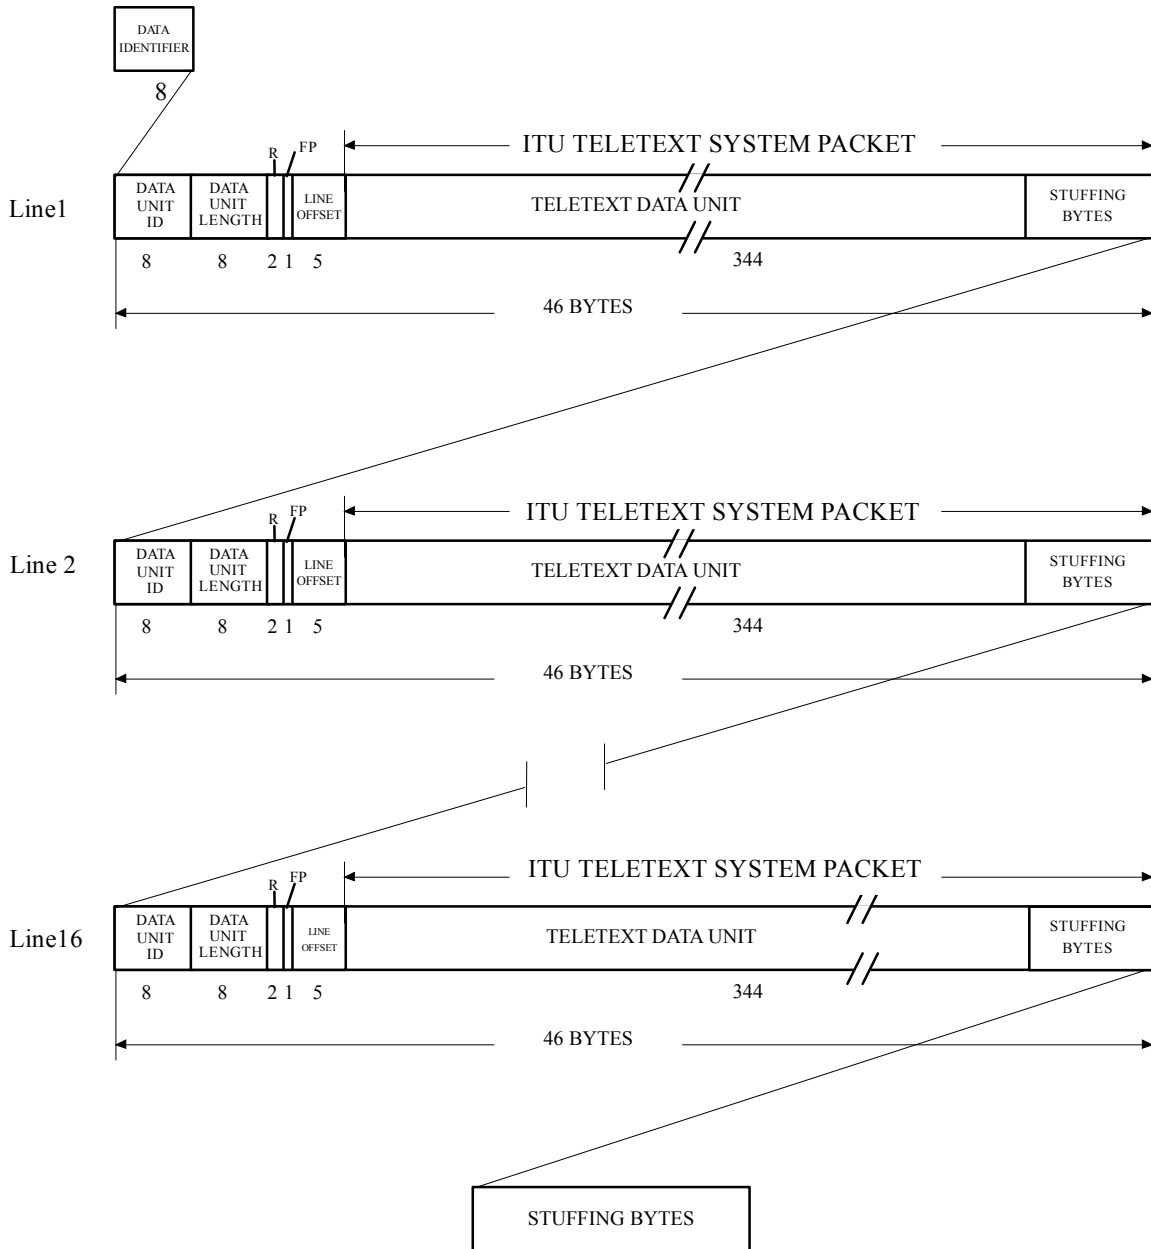 DATA
IDENTIFIER
8
R FP
ITU TELETEXT SYSTEM PACKET
Line1
DATA UNIT ID
DATA UNIT LENGTH
LINE OFFSET
TELETEXT DATA UNIT
STUFFING BYTES
8 8 2 1 5 344
46 BYTES
R FP
ITU TELETEXT SYSTEM PACKET
Line 2
DATA UNIT ID
DATA UNIT LENGTH
LINE OFFSET
TELETEXT DATA UNIT
STUFFING BYTES
8 8 2 1 5 344
46 BYTES
R FP
ITU TELETEXT SYSTEM PACKET
Line16
DATA UNIT ID
DATA UNIT LENGTH
LINE OFFSET
TELETEXT DATA UNIT
STUFFING BYTES
8 8 2 1 5 344
46 BYTES
STUFFING BYTES